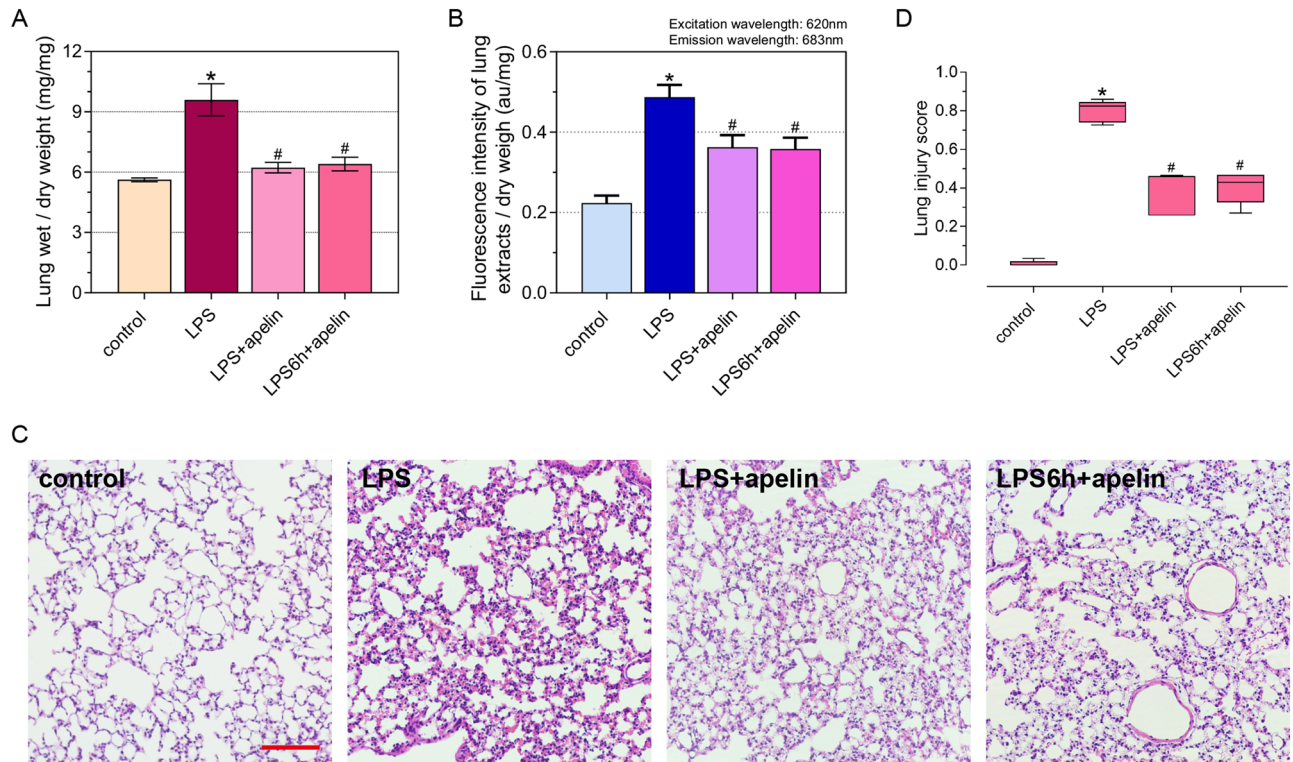 A
Lung wet / dry weight (mg/mg)
12
9
6
3
0
*
#
#
control
LPS
LPS+apelin
LPS6h+apelin
B
Excitation wavelength: 620nm
Emission wavelength: 683nm
Fluorescence intensity of lung
extracts / dry weigh (au/mg)
0.6
0.4
0.2
0.0
*
#
#
control
LPS
LPS+apelin
LPS6h+apelin
D
Lung injury score
1.0
0.8
0.6
0.4
0.2
0.0
*
#
#
control
LPS
LPS+apelin
LPS6h+apelin
C
control
LPS
LPS+apelin
LPS6h+apelin